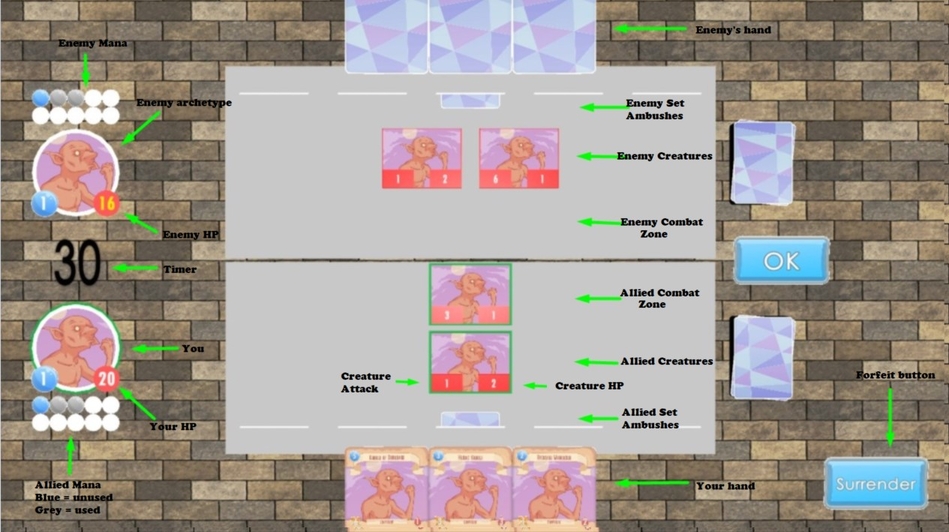 Enemy's hand
Enemy Mana
Enemy archetype
Enemy Set
Ambushes
Enemy Creatures
1 2
6 1
1
16
Enemy HP
Enemy Combat
Zone
30
Timer
OK
Allied Combat
Zone
3 1
You
Allied Creatures
1
20
Creature
Attack
1 2
Creature HP
Forfeit button
Your HP
Allied Set
Ambushes
Allied Mana
Blue = unused
Grey = used
Your hand
Surrender